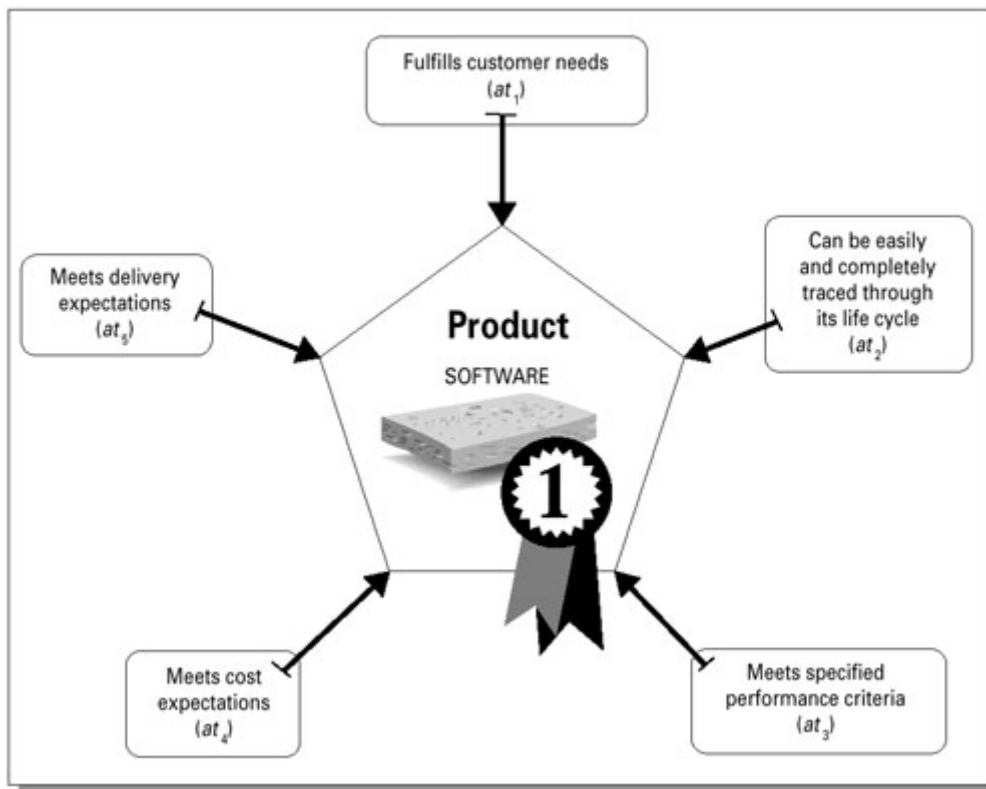 Fulfills customer needs
(at₁)
Can be easily
and completely
traced through
its life cycle
(at₂)
Meets delivery
expectations
(at₅)
Product
SOFTWARE
1
Meets cost
expectations
(at₄)
Meets specified
performance criteria
(at₃)